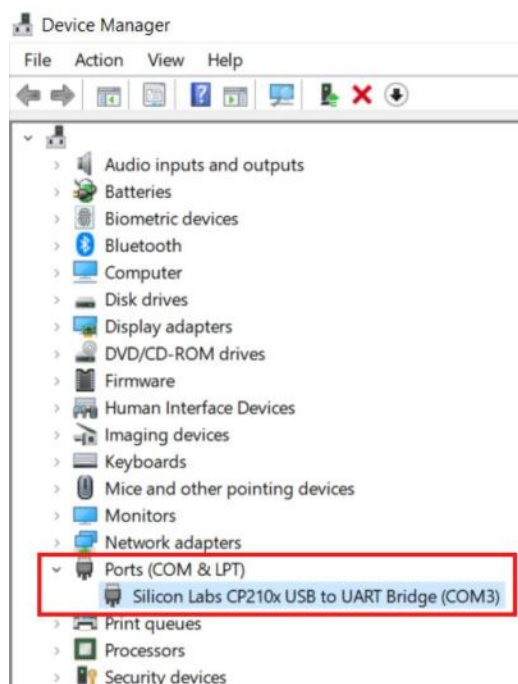 Device Manager
File Action View Help
Audio inputs and outputs
Batteries
Biometric devices
Bluetooth
Computer
Disk drives
Display adapters
DVD/CD-ROM drives
Firmware
Human Interface Devices
Imaging devices
Keyboards
Mice and other pointing devices
Monitors
Network adapters
Ports (COM & LPT)
Silicon Labs CP210x USB to UART Bridge (COM3)
Print queues
Processors
Security devices